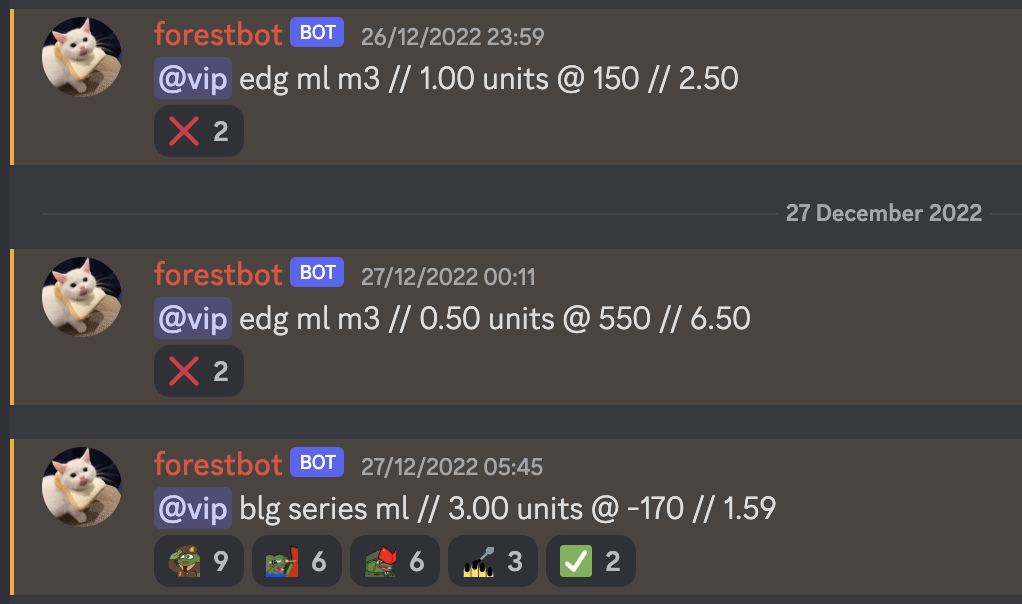 forestbot BOT 26/12/2022 23:59
@vip edg ml m3 // 1.00 units @ 150 // 2.50
❌ 2
27 December 2022
forestbot BOT 27/12/2022 00:11
@vip edg ml m3 // 0.50 units @ 550 // 6.50
❌ 2
forestbot BOT 27/12/2022 05:45
@vip blg series ml // 3.00 units @ -170 // 1.59
9 6 6 3 ✅ 2